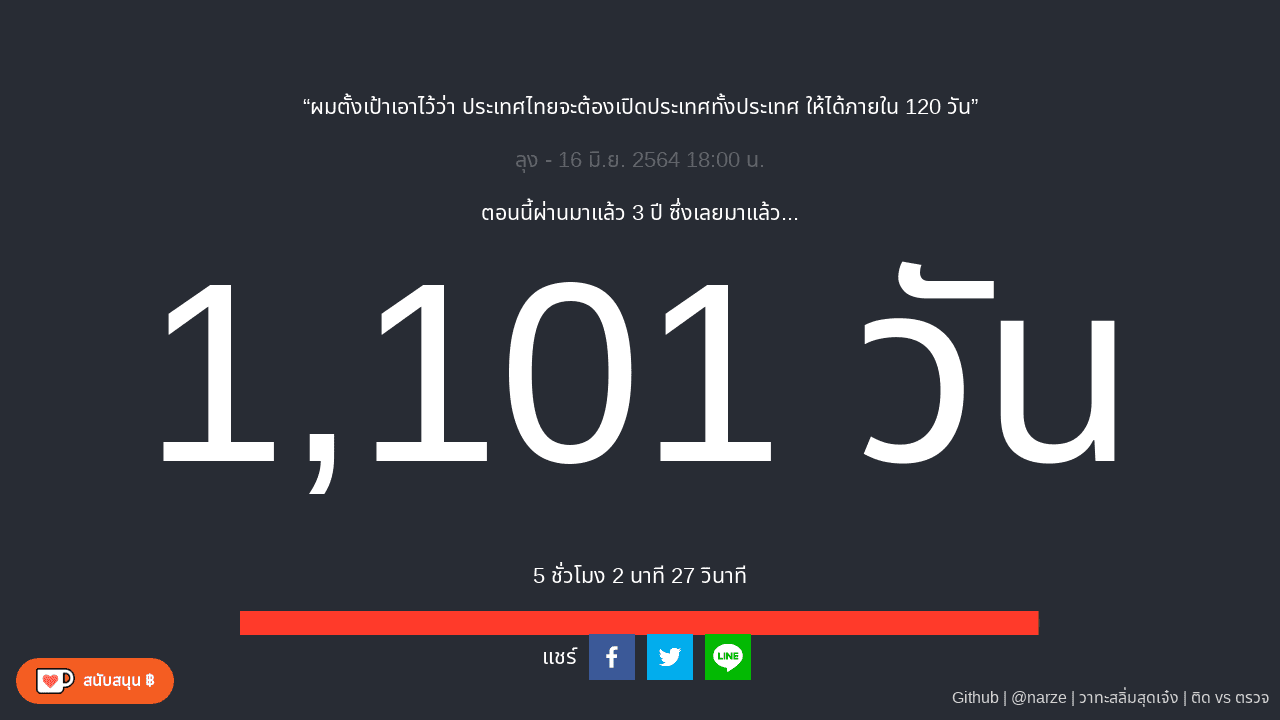 “ผมตั้งเป้าเอาไว้ว่า ประเทศไทยจะต้องเปิดประเทศทั้งประเทศ ให้ได้ภายใน 120 วัน”
ลุง - 16 มิ.ย. 2564 18:00 น.
ตอนนี้ผ่านมาแล้ว 3 ปี ซึ่งเลยมาแล้ว...
1,101 วัน
5 ชั่วโมง 2 นาที 27 วินาที
แชร์
LINE
สนับสนุน ฿
Github | @narze | วาทะสลิ่มสุดเจ๋ง | ติด vs ตรวจ